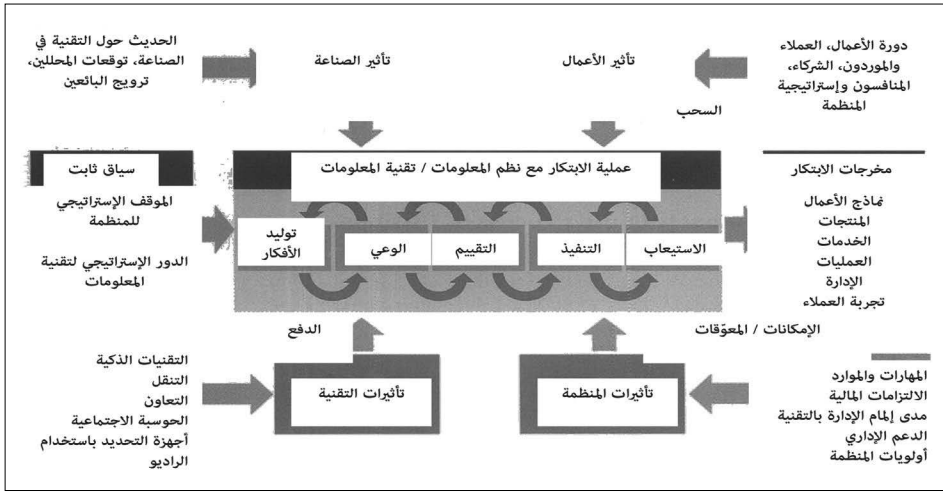 دورة الأعمال، العملاء
والموردون، الشركاء،
المنافسون وإستراتيجية
المنظمة
تأثير الأعمال
السحب
تأثير الصناعة
الحديث حول التقنية في
الصناعة، توقعات المحللين،
ترويج البائعين
مخرجات الابتكار
نماذج الأعمال
المنتجات
الخدمات
العمليات
الإدارة
تجربة العملاء
عملية الابتكار مع نظم المعلومات / تقنية المعلومات
توليد
الأفكار
الوعي
التقييم
التنفيذ
الاستيعاب
سياق ثابت
الموقف الإستراتيجي
للمنظمة
الدور الإستراتيجي لتقنية
المعلومات
الإمكانات / المعوّقات
الدفع
المهارات والموارد
الالتزامات المالية
مدى إلمام الإدارة بالتقنية
الدعم الإداري
أولويات المنظمة
تأثيرات المنظمة
تأثيرات التقنية
التقنيات الذكية
التنقل
التعاون
الحوسبة الاجتماعية
أجهزة التحديد باستخدام
الراديو